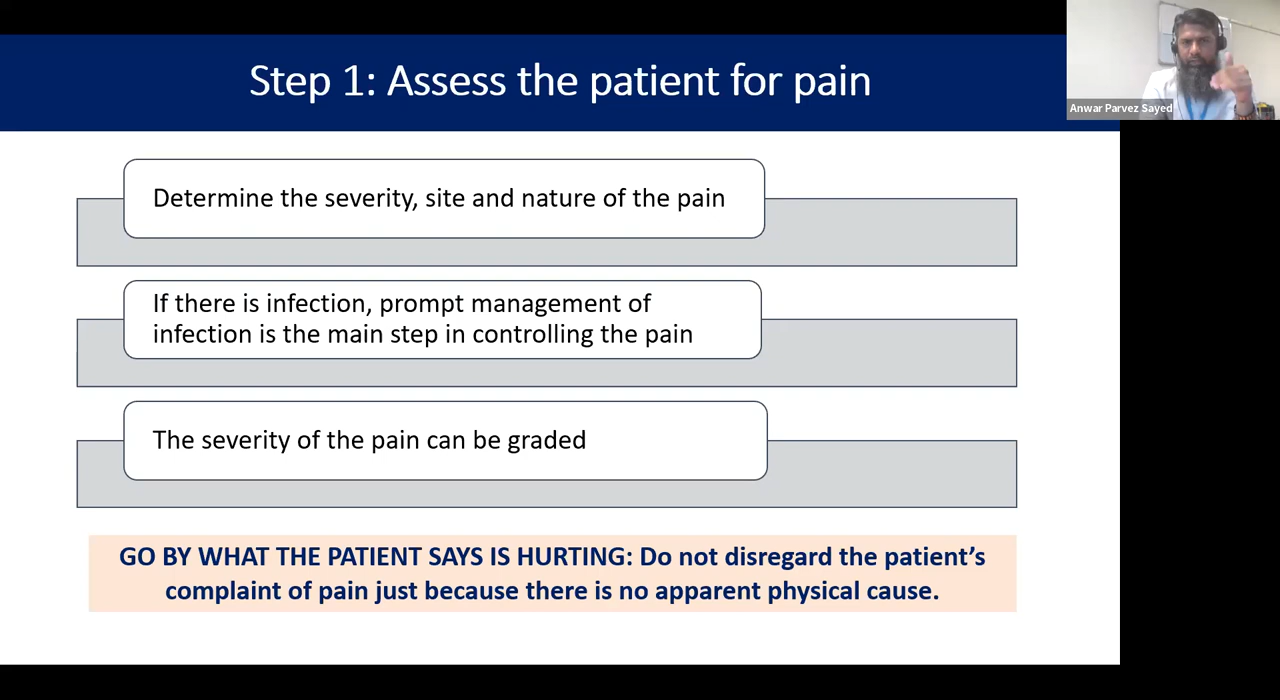 Step 1: Assess the patient for pain
Anwar Parvez Sayed
Determine the severity, site and nature of the pain
If there is infection, prompt management of
infection is the main step in controlling the pain
The severity of the pain can be graded
GO BY WHAT THE PATIENT SAYS IS HURTING: Do not disregard the patient’s
complaint of pain just because there is no apparent physical cause.